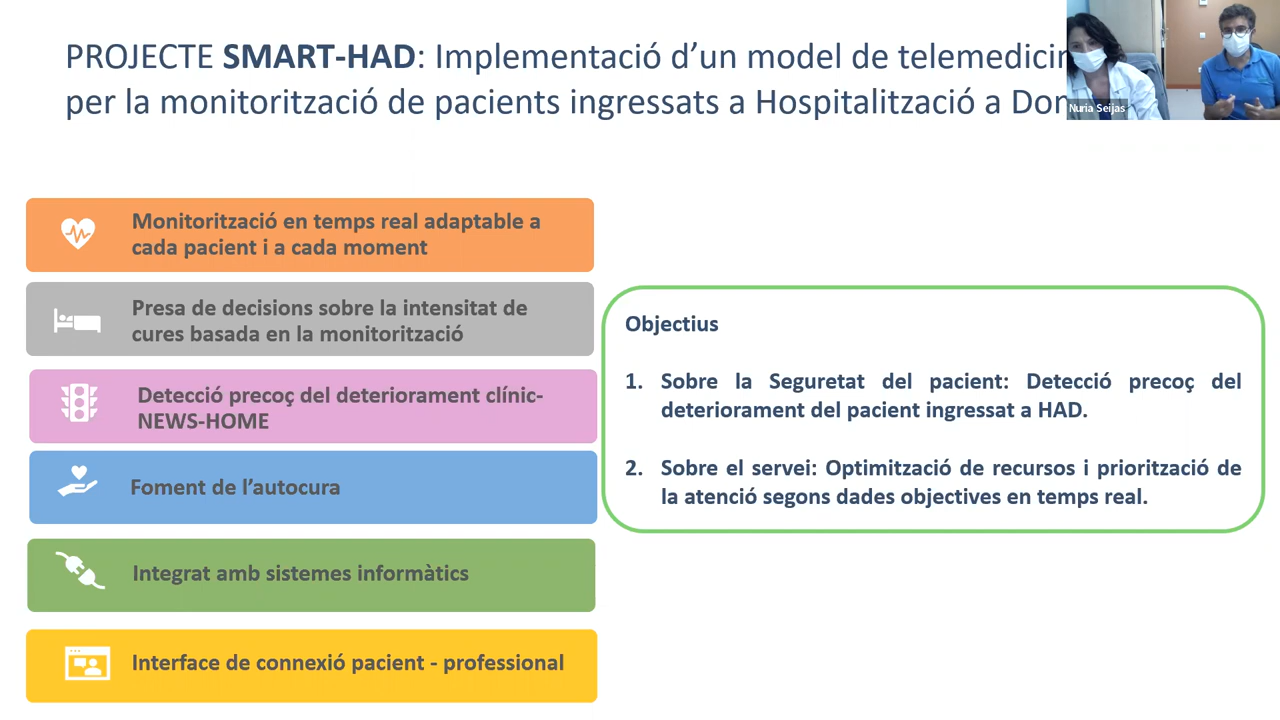 PROJECTE SMART-HAD: Implementació d’un model de
per la monitorització de pacients ingressats a Hospitalització a
Nuria Seijas
Monitorització en temps real adaptable a
cada pacient i a cada moment
Presa de decisions sobre la intensitat de
cures basada en la monitorització
Detecció precoç del deteriorament clínic-
NEWS-HOME
Foment de l’autocura
Integrat amb sistemes informàtics
Interface de connexió pacient - professional
Objectius
1. Sobre la Seguretat del pacient: Detecció precoç del
deteriorament del pacient ingressat a HAD.
2. Sobre el servei: Optimització de recursos i priorització de
la atenció segons dades objectives en temps real.